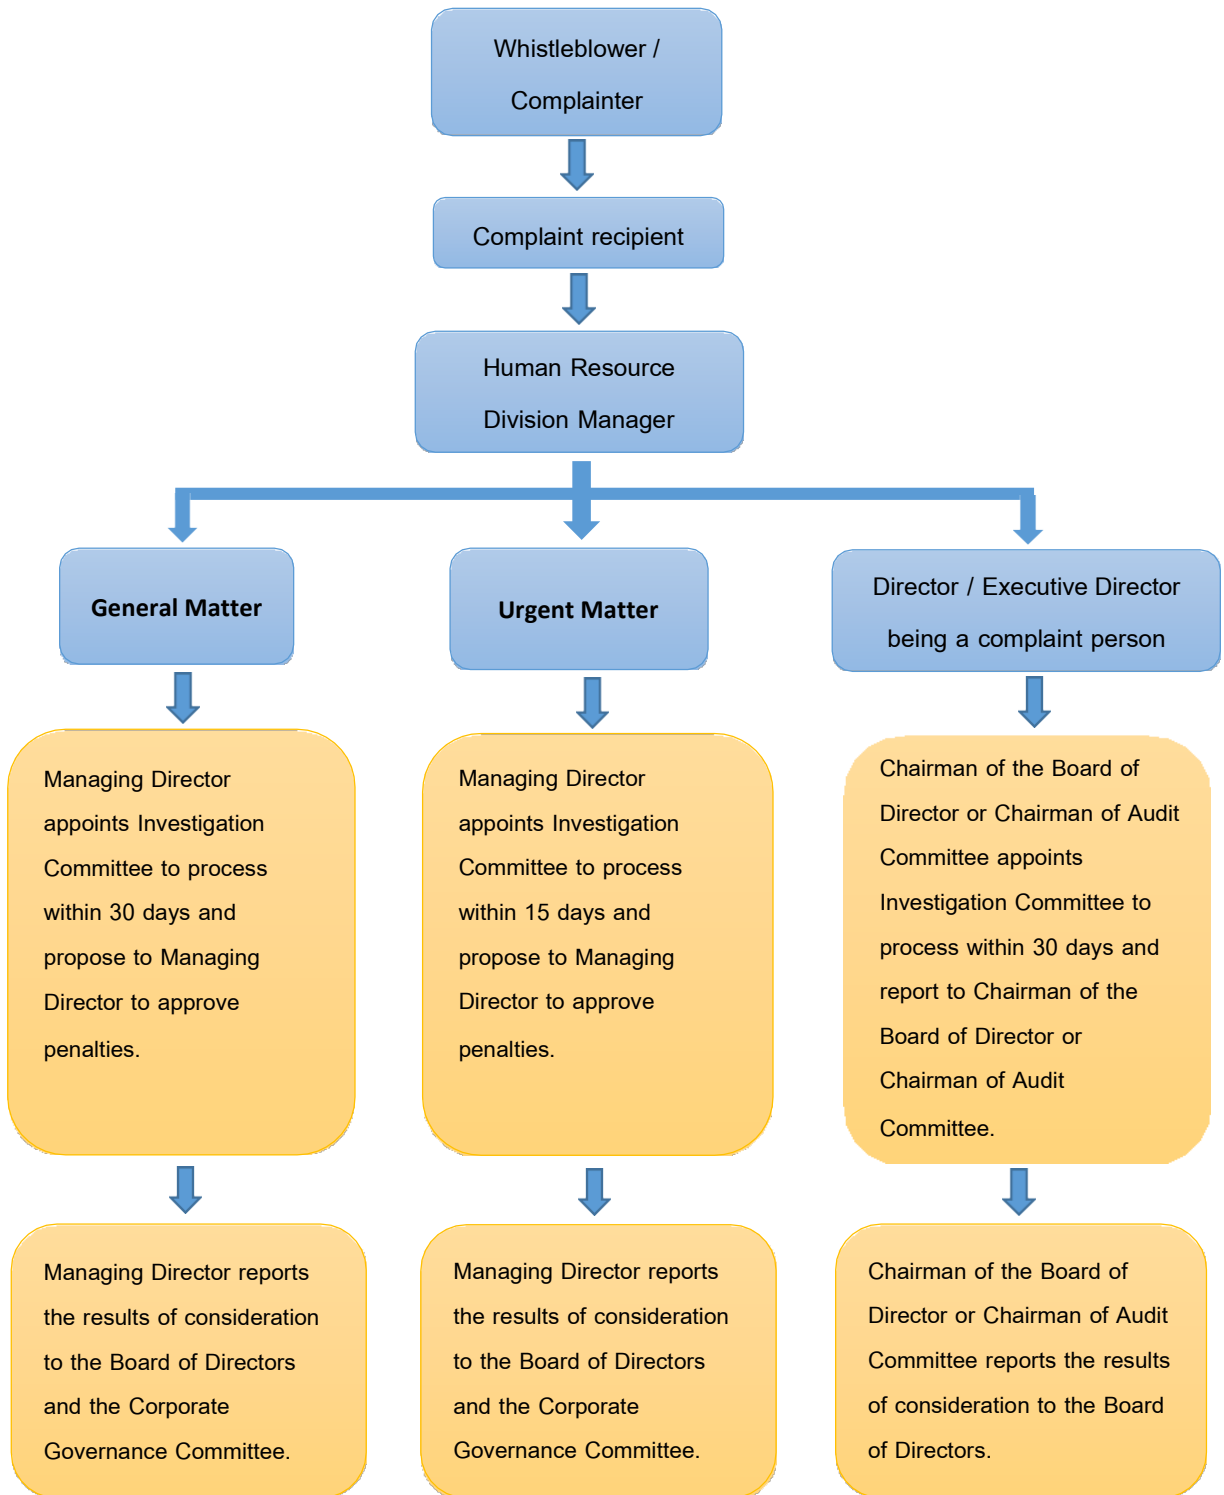 Whistleblower /
Complainter
Complaint recipient
Human Resource
Division Manager
General Matter
Urgent Matter
Director / Executive Director
being a complaint person
Managing Director
appoints Investigation
Committee to process
within 30 days and
propose to Managing
Director to approve
penalties.
Managing Director
appoints Investigation
Committee to process
within 15 days and
propose to Managing
Director to approve
penalties.
Chairman of the Board of
Director or Chairman of Audit
Committee appoints
Investigation Committee to
process within 30 days and
report to Chairman of the
Board of Director or
Chairman of Audit
Committee.
Managing Director reports
the results of consideration
to the Board of Directors
and the Corporate
Governance Committee.
Managing Director reports
the results of consideration
to the Board of Directors
and the Corporate
Governance Committee.
Chairman of the Board of
Director or Chairman of Audit
Committee reports the results
of consideration to the Board
of Directors.